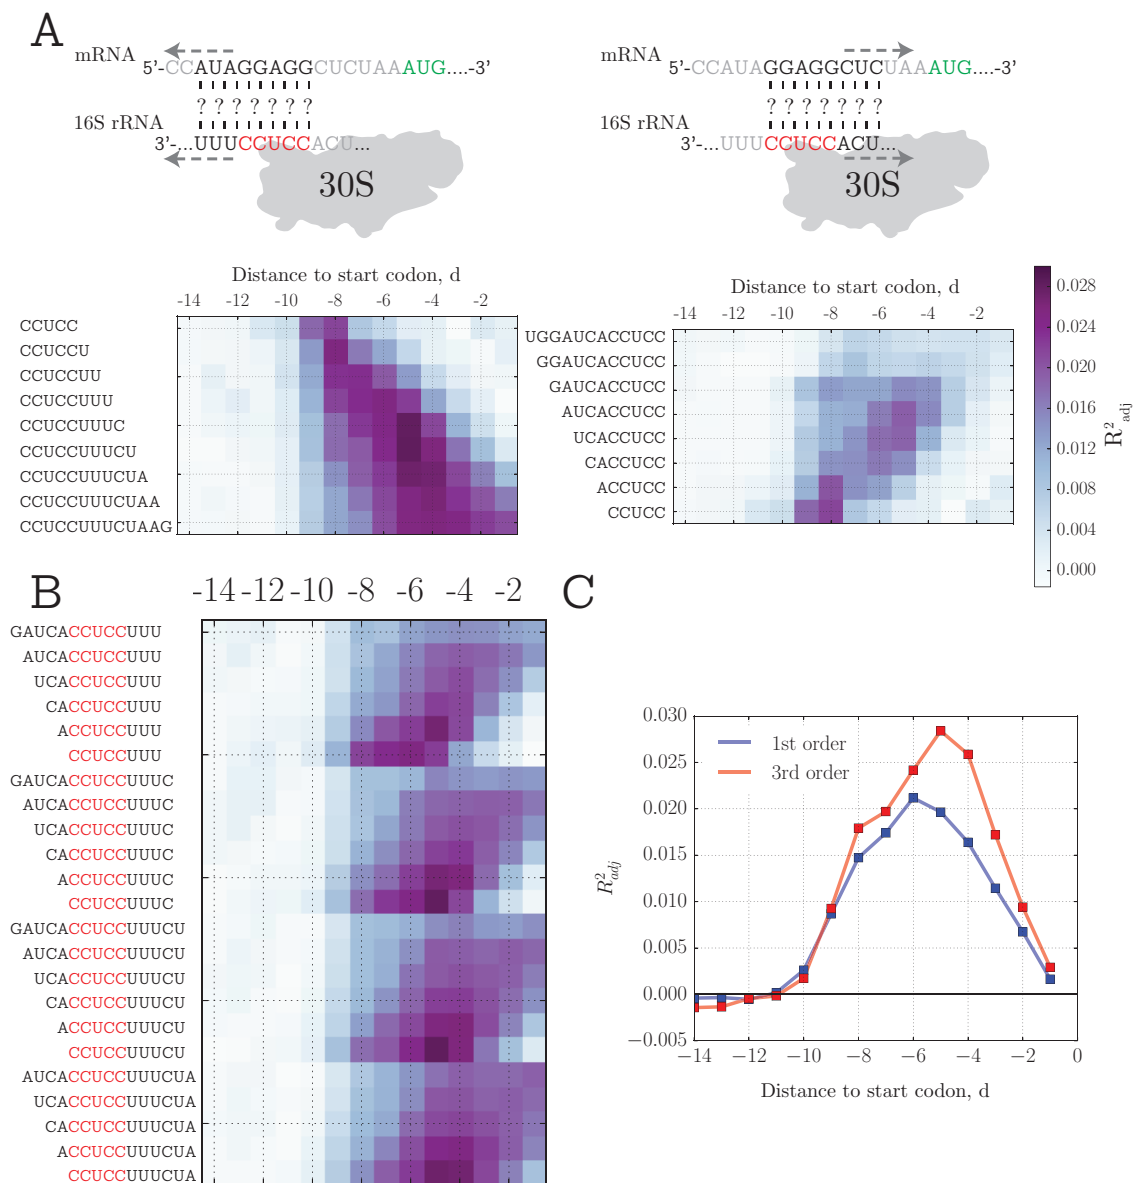 A
mRNA
5'-CCAUAGGAGGCUCUAAAUG....-3'
? ? ? ? ? ? ?
16S rRNA
3'-...UUUCCUCCACU...
30S
mRNA
5'-CCAUAGGAGGCUCUAAAUG....-3'
? ? ? ? ? ? ?
16S rRNA
3'-...UUUCCUCCACU...
30S
Distance to start codon, d
-14 -12 -10 -8 -6 -4 -2
CCUCC
CCUCCU
CCUCCUU
CCUCCUUU
CCUCCUUUC
CCUCCUUUCU
CCUCCUUUCUA
CCUCCUUUCUAA
CCUCCUUUCUAAG
Distance to start codon, d
-14 -12 -10 -8 -6 -4 -2
UGGAUCACCUCC
GGAUCACCUCC
GAUCACCUCC
AUCACCUCC
UCACCUCC
CACCUCC
ACCUCC
CCUCC
0.028
0.024
0.020
0.016
0.012
0.008
0.004
0.000
R²adj
B
-14 -12 -10 -8 -6 -4 -2
GAUCACCUCCUUU
AUCACCUCCUUU
UCACCUCCUUU
CACCUCCUUU
ACCUCCUUU
CCUCCUUU
GAUCACCUCCUUUC
AUCACCUCCUUUC
UCACCUCCUUUC
CACCUCCUUUC
ACCUCCUUUC
CCUCCUUUC
GAUCACCUCCUUUCU
AUCACCUCCUUUCU
UCACCUCCUUUCU
CACCUCCUUUCU
ACCUCCUUUCU
CCUCCUUUCU
AUCACCUCCUUUCUA
UCACCUCCUUUCUA
CACCUCCUUUCUA
ACCUCCUUUCUA
CCUCCUUUCUA
C
0.030
0.025
0.020
0.015
0.010
0.005
0.000
−0.005
R²adj
1st order
3rd order
−14 −12 −10 −8 −6 −4 −2 0
Distance to start codon, d